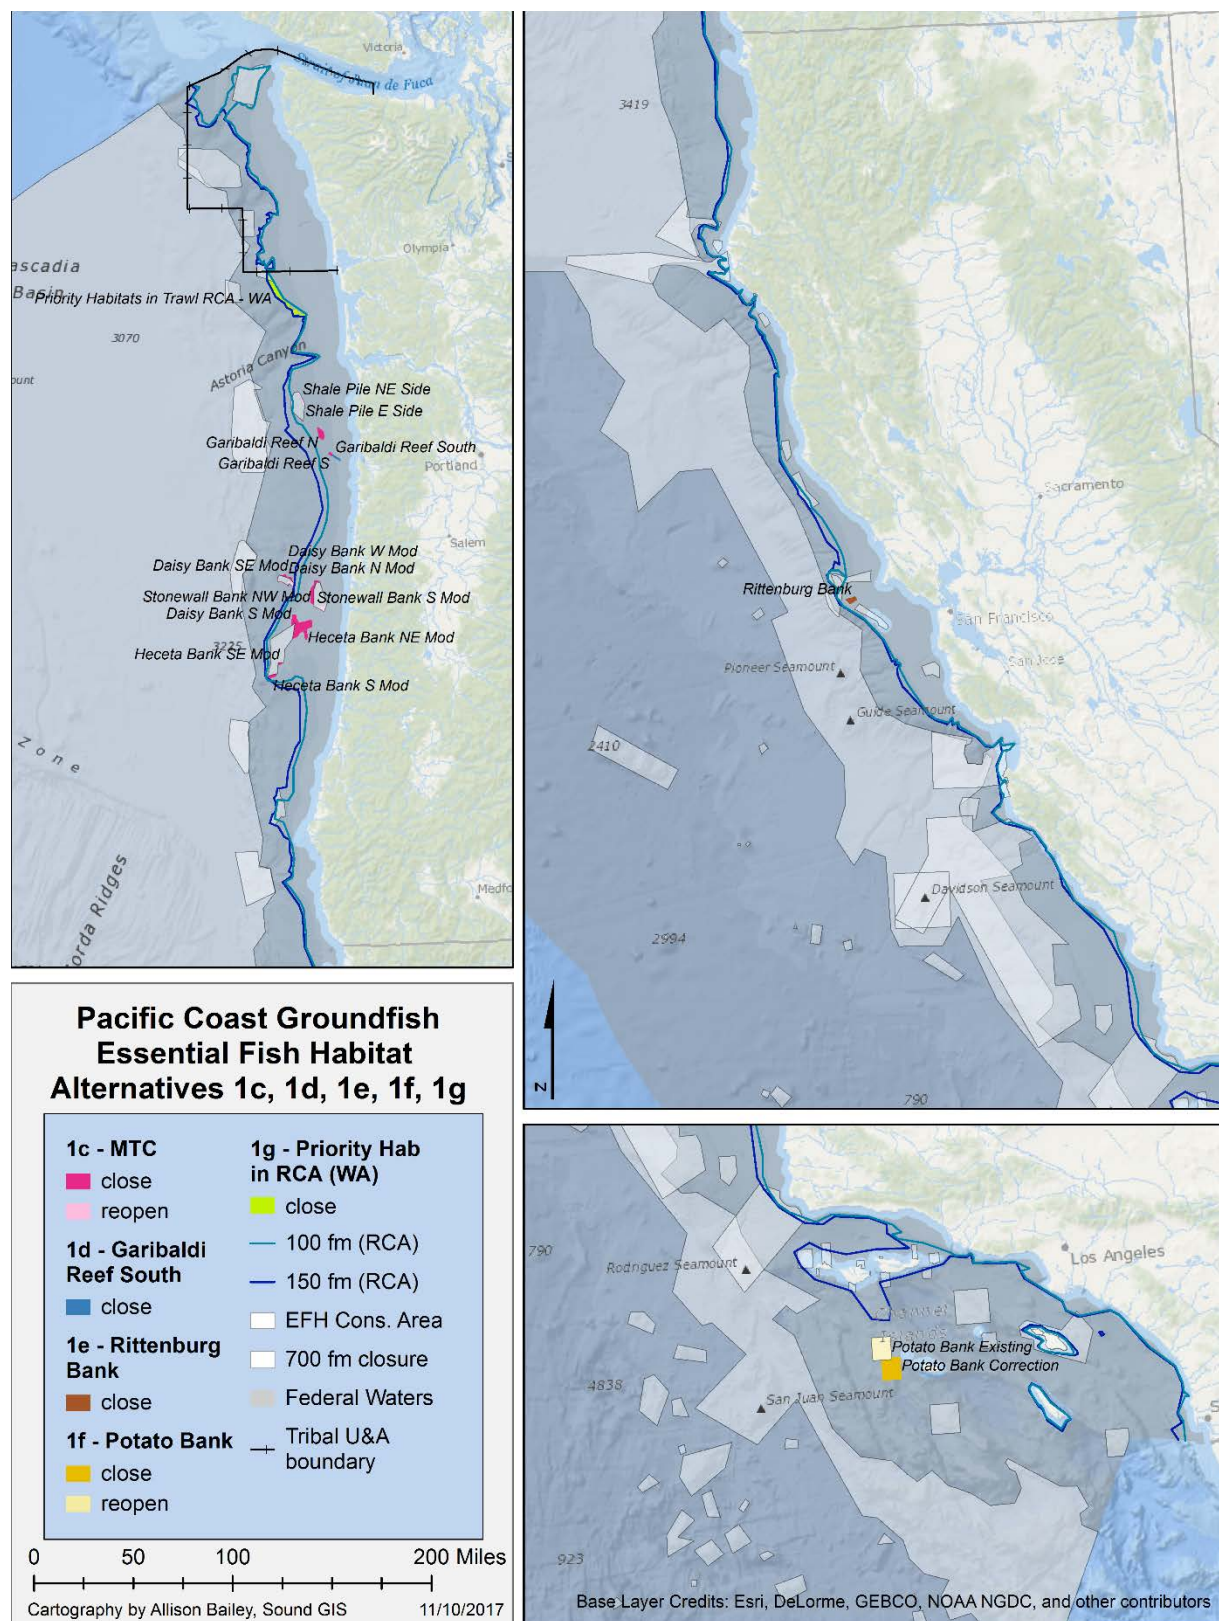 Victoria
Strait of Juan de Fuca
Olympia
ascadia
Basin
Priority Habitats in Trawl RCA - WA
3070
ount
Astoria Canyon
Shale Pile NE Side
Shale Pile E Side
Garibaldi Reef N
Garibaldi Reef South
Garibaldi Reef S
Portland
Salem
Daisy Bank W Mod
Daisy Bank SE Mod
Daisy Bank N Mod
Stonewall Bank NW Mod
Stonewall Bank S Mod
Daisy Bank S Mod
Heceta Bank NE Mod
3225
Heceta Bank SE Mod
Heceta Bank S Mod
Zone
orda Ridges
Medfo
3419
Sacramento
Rittenburg Bank
San Francisco
San Jose
Pioneer Seamount
Guide Seamount
2410
Davidson Seamount
2994
790
N
Pacific Coast Groundfish
Essential Fish Habitat
Alternatives 1c, 1d, 1e, 1f, 1g
1c - MTC
close
reopen
1d - Garibaldi
Reef South
close
1e - Rittenburg
Bank
close
1f - Potato Bank
close
reopen
1g - Priority Hab
in RCA (WA)
close
100 fm (RCA)
150 fm (RCA)
EFH Cons. Area
700 fm closure
Federal Waters
Tribal U&A
boundary
0 50 100 200 Miles
Cartography by Allison Bailey, Sound GIS 11/10/2017
790
Rodriguez Seamount
Los Angeles
Channel
Islands
Potato Bank Existing
Potato Bank Correction
4838
San Juan Seamount
S
923
Base Layer Credits: Esri, DeLorme, GEBCO, NOAA NGDC, and other contributors